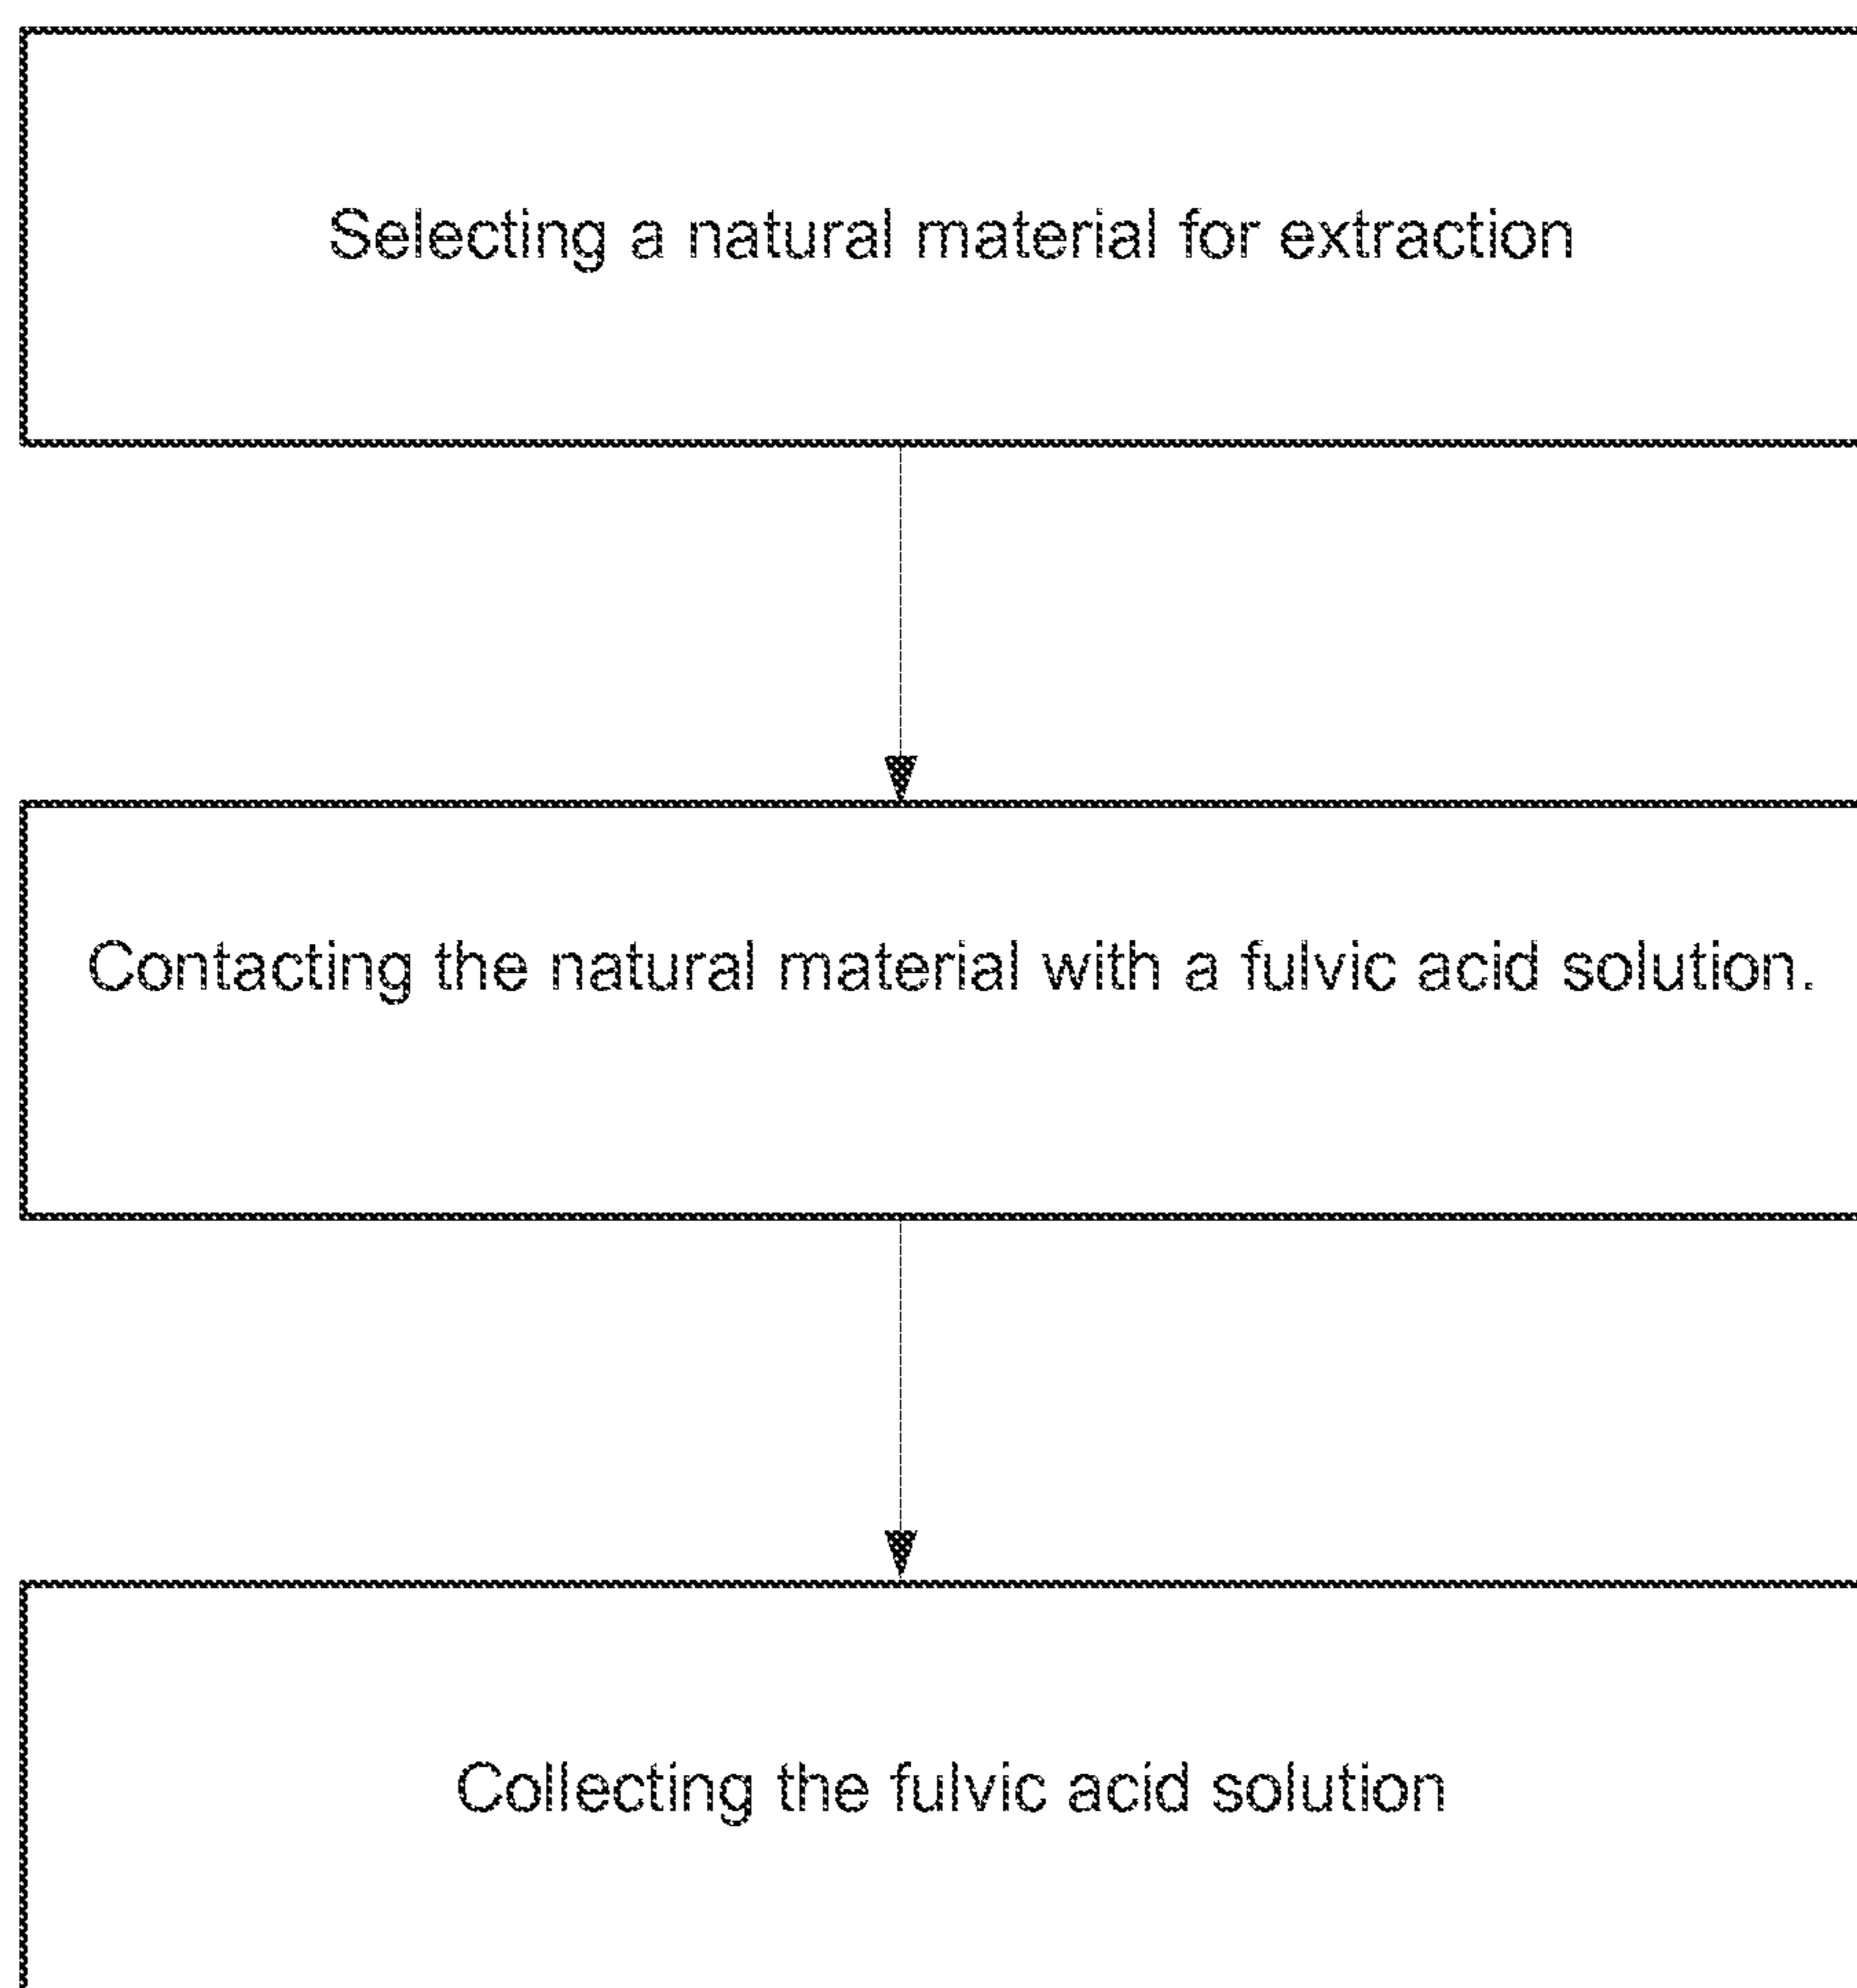 Selecting a natural material for extraction
Contacting the natural material with a fulvic acid solution.
Collecting the fulvic acid solution